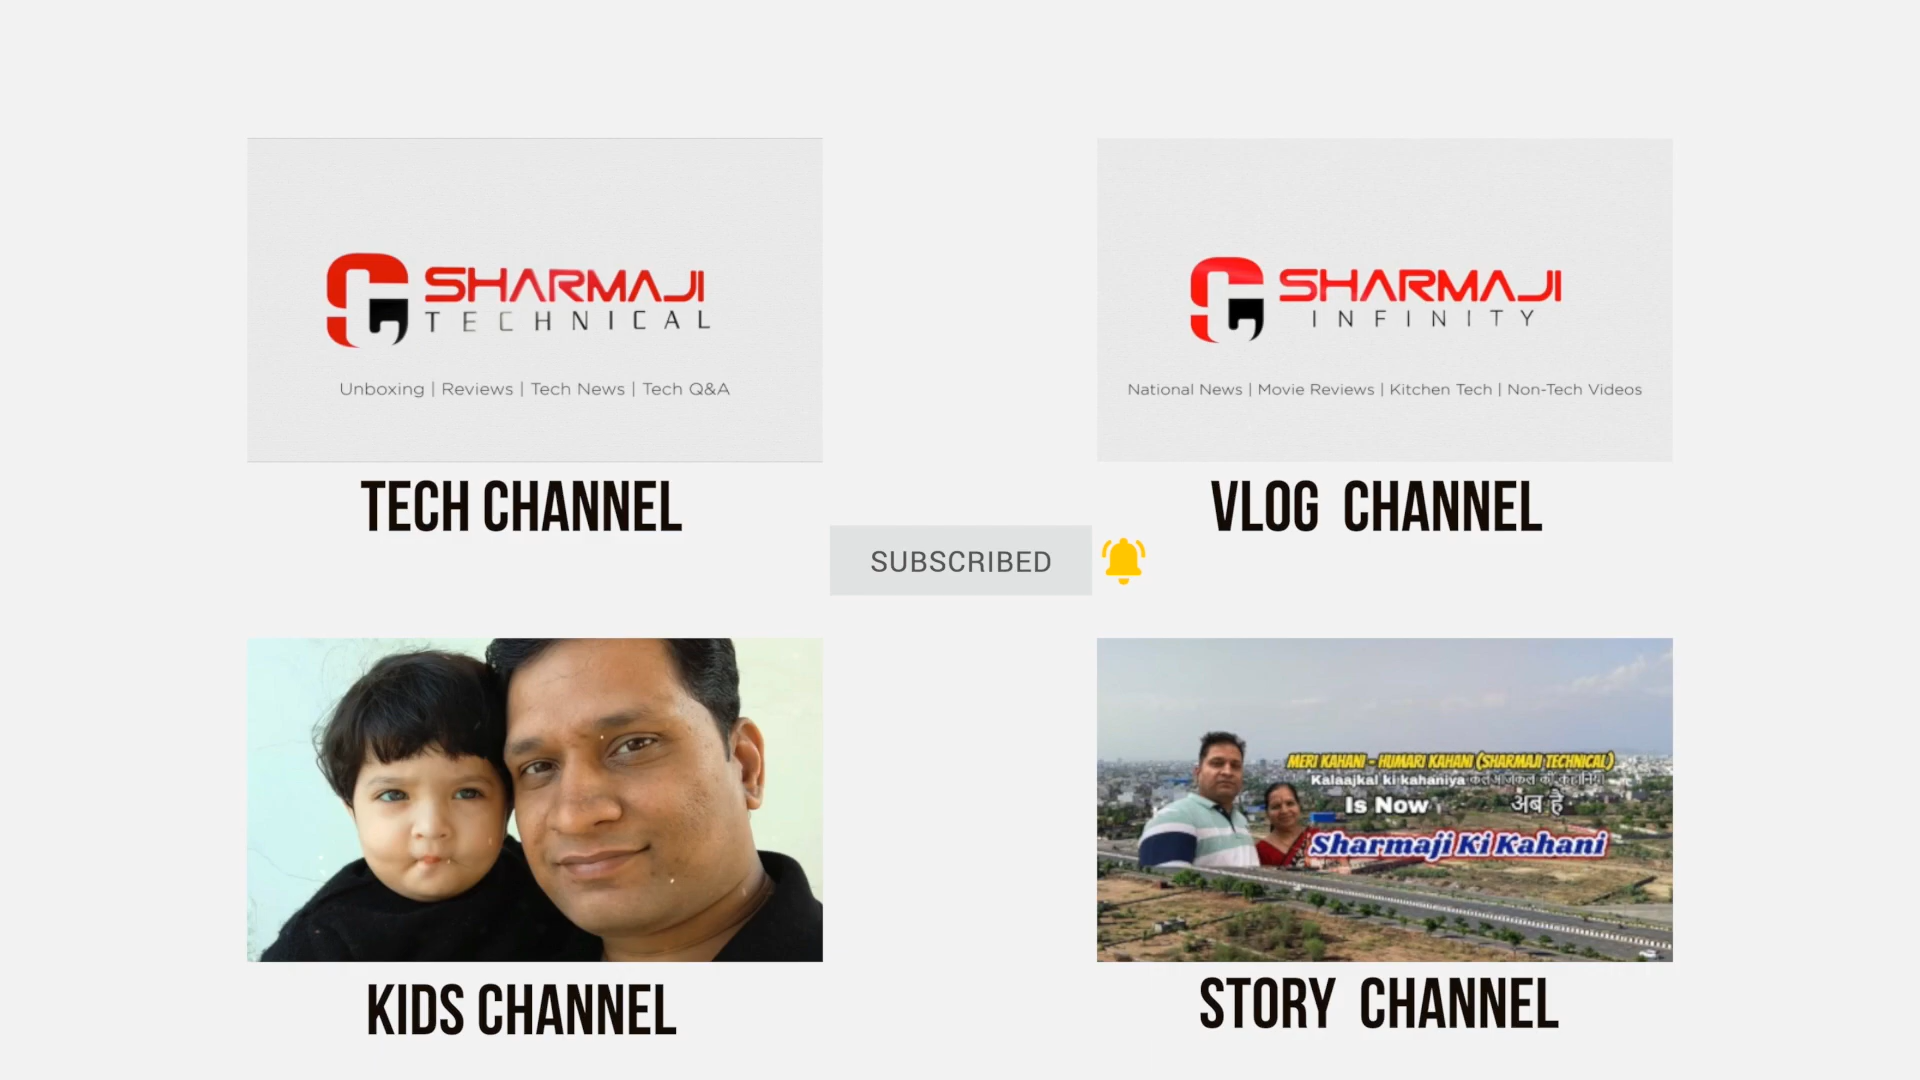 SHARMAJI
TECHNICAL
Unboxing | Reviews | Tech News | Tech Q&A
TECH CHANNEL
SHARMAJI
INFINITY
National News | Movie Reviews | Kitchen Tech | Non-Tech Videos
VLOG CHANNEL
SUBSCRIBED
KIDS CHANNEL
MERI KAHANI - HUMARI KAHANI (SHARMAJI TECHNICAL)
Kalaajkal ki kahaniya
Is Now अब है
Sharmaji Ki Kahani
STORY CHANNEL